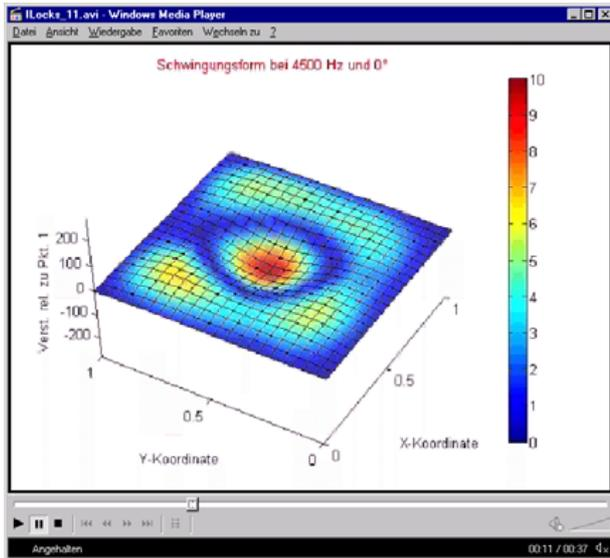 ILocks_11.avi - Windows Media Player
Datei Ansicht Wiedergabe Favoriten Wechseln zu ?
Schwingungsform bei 4500 Hz und 0°
10
9
8
7
6
5
4
3
2
1
0
Verst. rel. zu Pkt. 1
200
100
0
-100
-200
1
0.5
0
Y-Koordinate
0
0.5
1
X-Koordinate
Angehalten
00:11 / 00:37